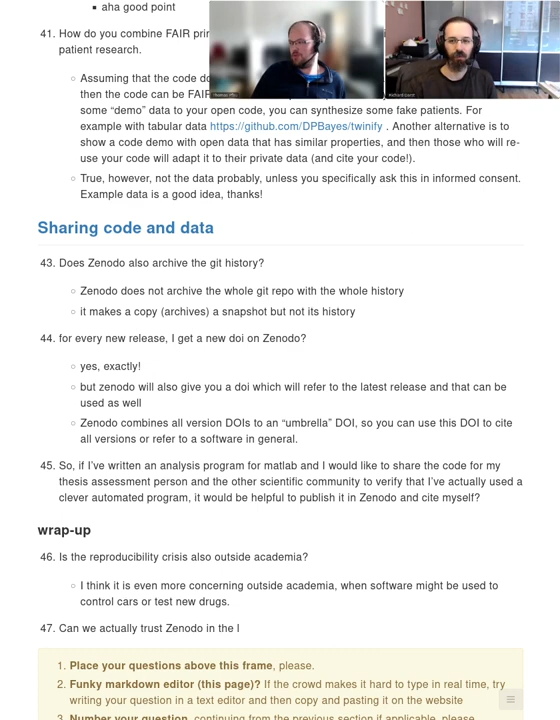 aha good point
41. How do you combine FAIR prin
patient research.
Assuming that the code do
then the code can be FAIR
some “demo” data to your open code, you can synthesize some fake patients. For
example with tabular data https://github.com/DPBayes/twinify . Another alternative is to
show a code demo with open data that has similar properties, and then those who will re-
use your code will adapt it to their private data (and cite your code!).
True, however, not the data probably, unless you specifically ask this in informed consent.
Example data is a good idea, thanks!
Sharing code and data
43. Does Zenodo also archive the git history?
Zenodo does not archive the whole git repo with the whole history
it makes a copy (archives) a snapshot but not its history
44. for every new release, I get a new doi on Zenodo?
yes, exactly!
but zenodo will also give you a doi which will refer to the latest release and that can be
used as well
Zenodo combines all version DOIs to an “umbrella” DOI, so you can use this DOI to cite
all versions or refer to a software in general.
45. So, if I’ve written an analysis program for matlab and I would like to share the code for my
thesis assessment person and the other scientific community to verify that I’ve actually used a
clever automated program, it would be helpful to publish it in Zenodo and cite myself?
wrap-up
46. Is the reproducibility crisis also outside academia?
I think it is even more concerning outside academia, when software might be used to
control cars or test new drugs.
47. Can we actually trust Zenodo in the l
1. Place your questions above this frame, please.
2. Funky markdown editor (this page)? If the crowd makes it hard to type in real time, try
writing your question in a text editor and then copy and pasting it on the website
3. Number your question, continuing from the previous section if applicable, please.